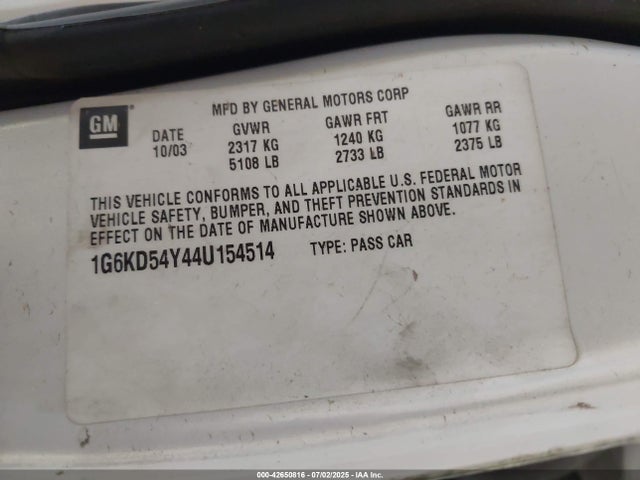 GM
MFD BY GENERAL MOTORS CORP
DATE GVWR GAWR FRT GAWR RR
10/03 2317 KG 1240 KG 1077 KG
5108 LB 2733 LB 2375 LB
THIS VEHICLE CONFORMS TO ALL APPLICABLE U.S. FEDERAL MOTOR
VEHICLE SAFETY, BUMPER, AND THEFT PREVENTION STANDARDS IN
EFFECT ON THE DATE OF MANUFACTURE SHOWN ABOVE.
1G6KD54Y44U154514 TYPE: PASS CAR
000-42650816 - 07/02/2025 - IAA Inc.